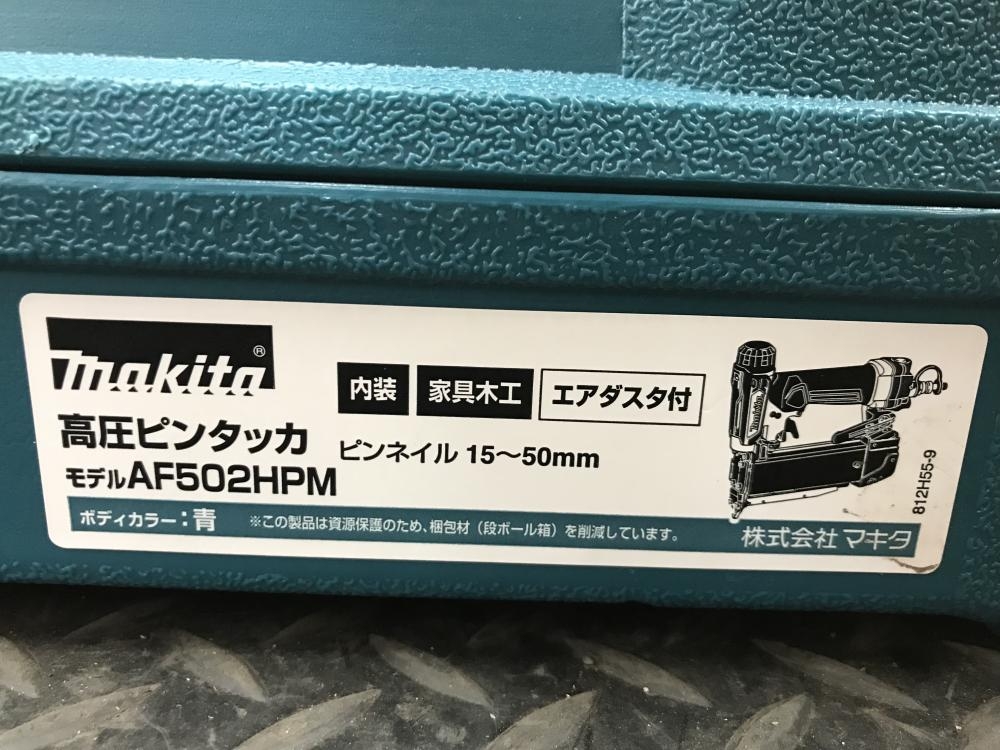 makita®
高圧ピンタッカ
モデルAF502HPM
内装 家具木工 エアダスタ付
ピンネイル 15〜50mm
makita
812H55-9
ボディカラー：青 ※この製品は資源保護のため、梱包材（段ボール箱）を削減しています。 株式会社 マキタ